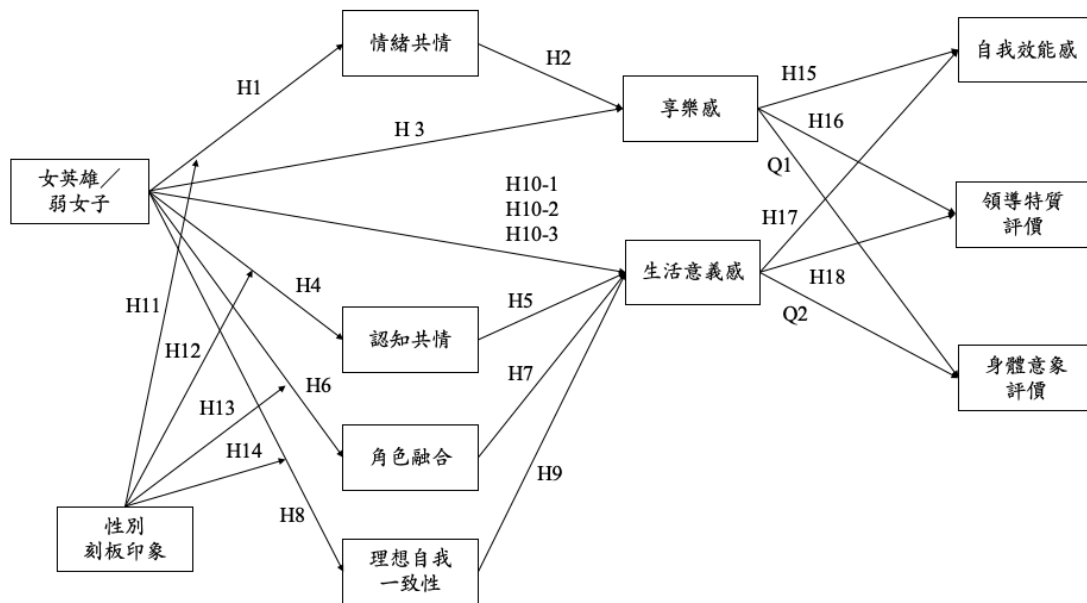 情緒共情
自我效能感
H1
H2
H15
享樂感
H 3
H16
Q1
女英雄／
弱女子
H10-1
H10-2
H10-3
領導特質
評價
H17
生活意義感
H4
H5
H11
H18
Q2
認知共情
H12
H6
H7
身體意象
評價
H13
H14
角色融合
H9
H8
性別
刻板印象
理想自我
一致性